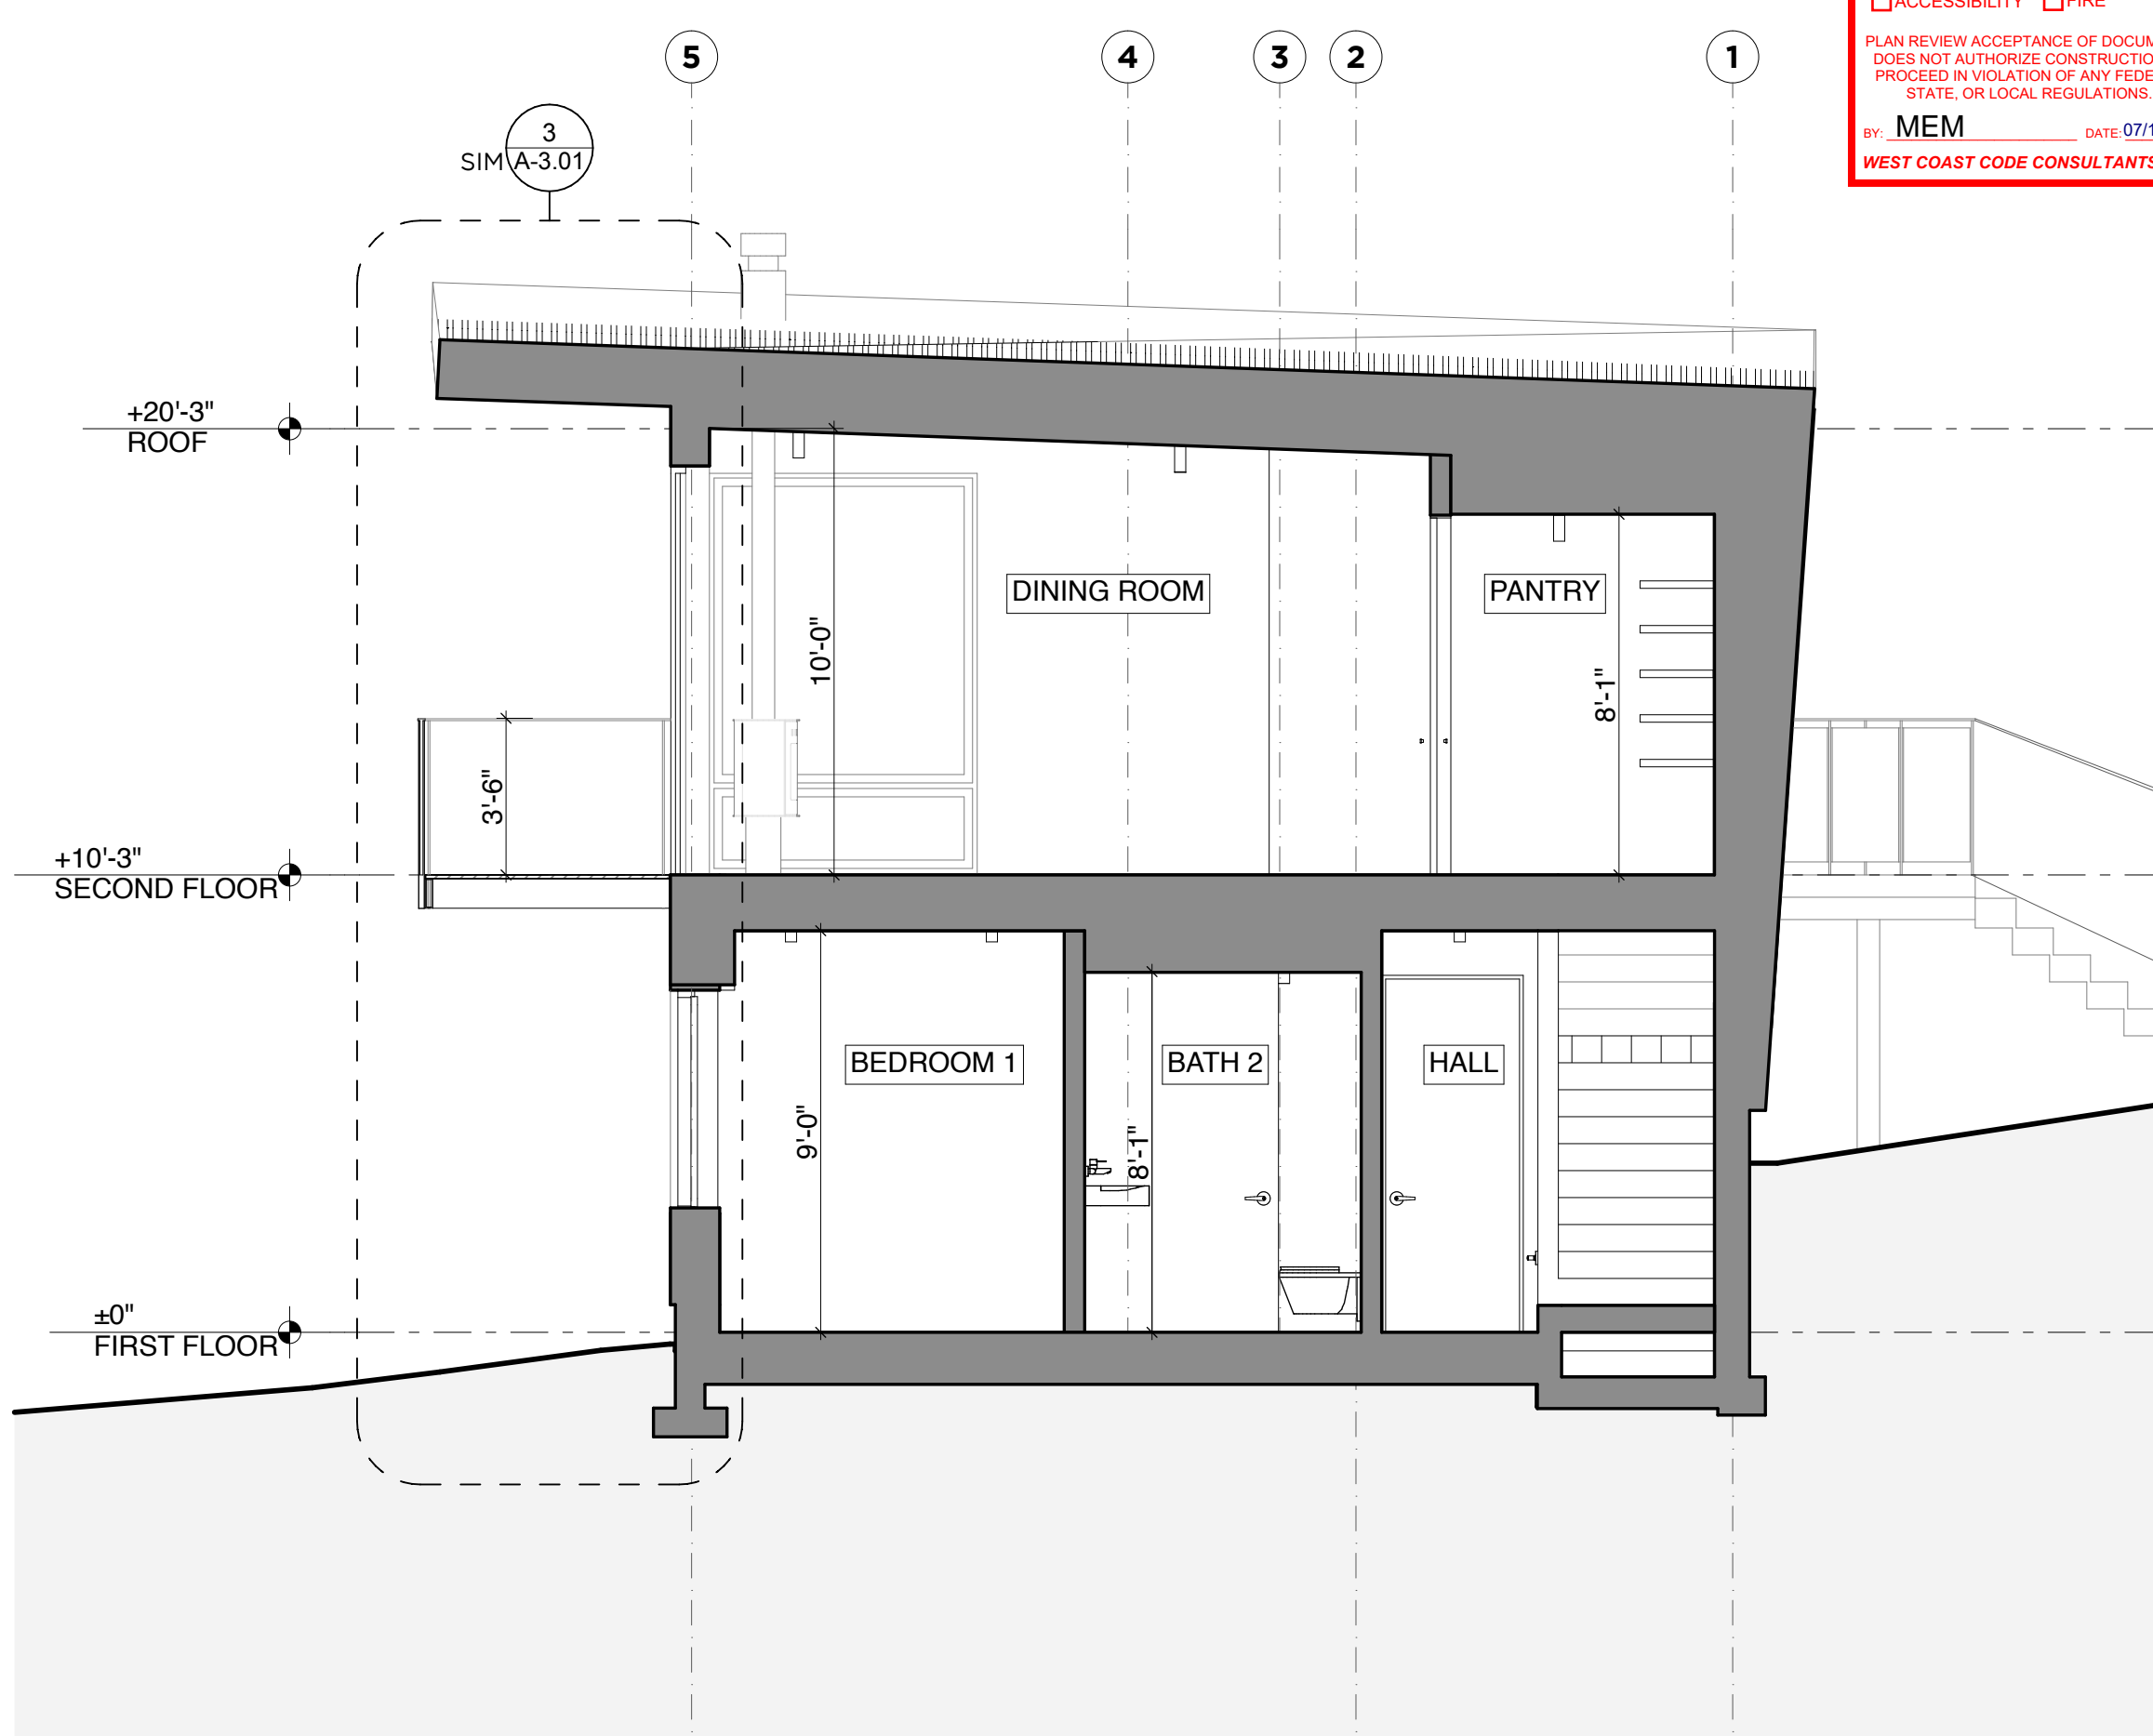 ACCESSIBILITY FIRE
PLAN REVIEW ACCEPTANCE OF
DOES NOT AUTHORIZE
PROCEED IN VIOLATION OF ANY
STATE, OR LOCAL REGULATIONS.
BY: MEM DATE: 07/1
WEST COAST CODE CONSULTANTS
5 4 3 2 1
3
SIM A-3.01
+20'-3"
ROOF
DINING ROOM
PANTRY
10'-0"
8'-1"
3'-6"
+10'-3"
SECOND FLOOR
BEDROOM 1
BATH 2
HALL
9'-0"
8'-1"
±0"
FIRST FLOOR